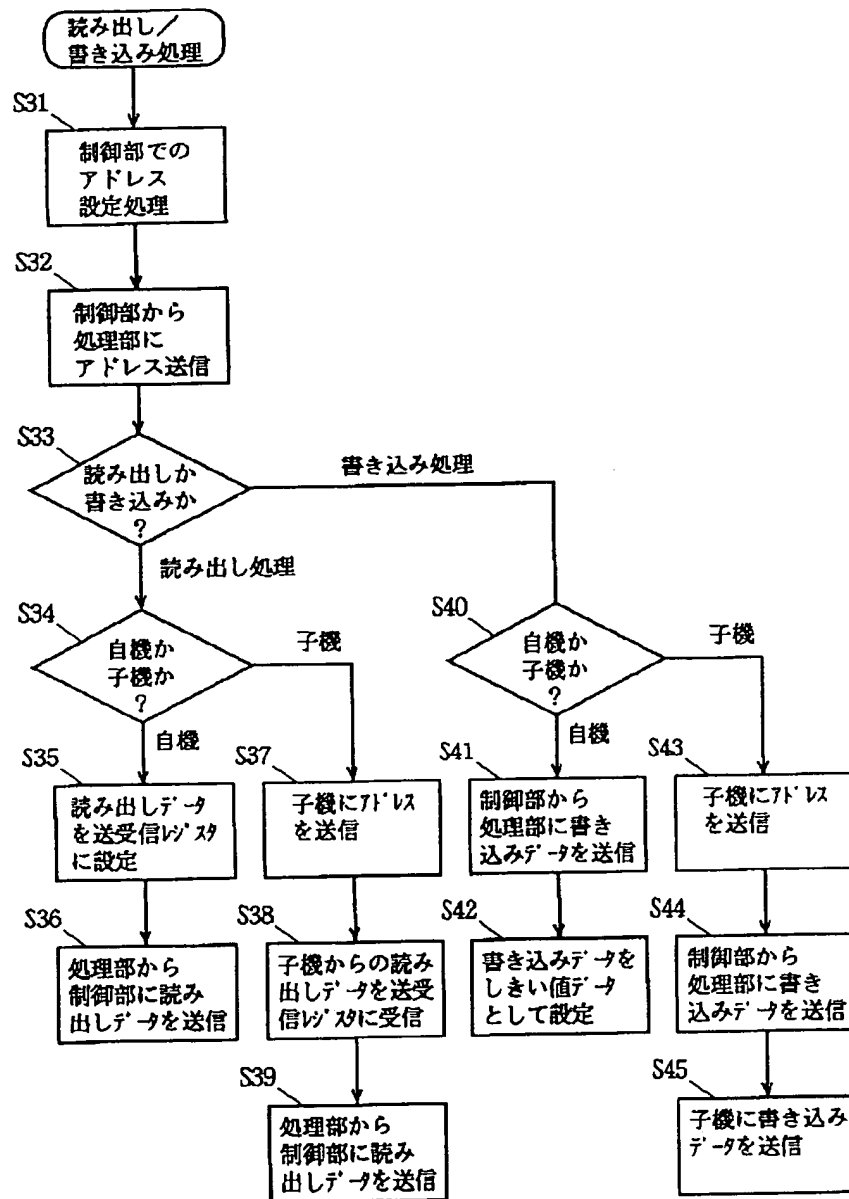 読み出し/
書き込み処理
S31
制御部での
アドレス
設定処理
S32
制御部から
処理部に
アドレス送信
S33
読み出しか
書き込みか
?
書き込み処理
読み出し処理
S34
自機か
子機か
?
子機
自機
S40
自機か
子機か
?
子機
自機
S35
読み出しデータ
を送受信レジスタ
に設定
S37
子機にアドレス
を送信
S41
制御部から
処理部に書き
込みデータを送信
S43
子機にアドレス
を送信
S36
処理部から
制御部に読み
出しデータを送信
S38
子機からの読み
出しデータを送受
信レジスタに受信
S42
書き込みデータを
しきい値データ
として設定
S44
制御部から
処理部に書き
込みデータを送信
S39
処理部から
制御部に読み
出しデータを送信
S45
子機に書き込み
データを送信